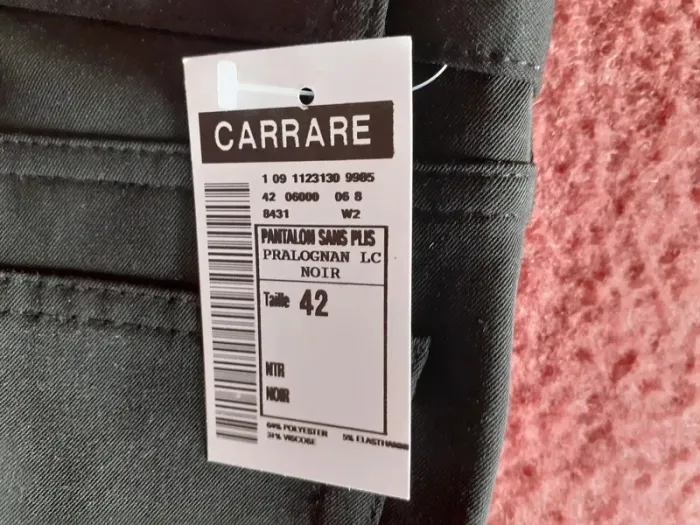 CARRARE
1 09 1123130 9985
42 06000 06 8
8431 W2
PANTALON SANS PLIS
PRALOGNAN LC
NOIR
Taille 42
NTR
NOIR
64% POLYESTER 5% ELASTHANNE
31% VISCOSE